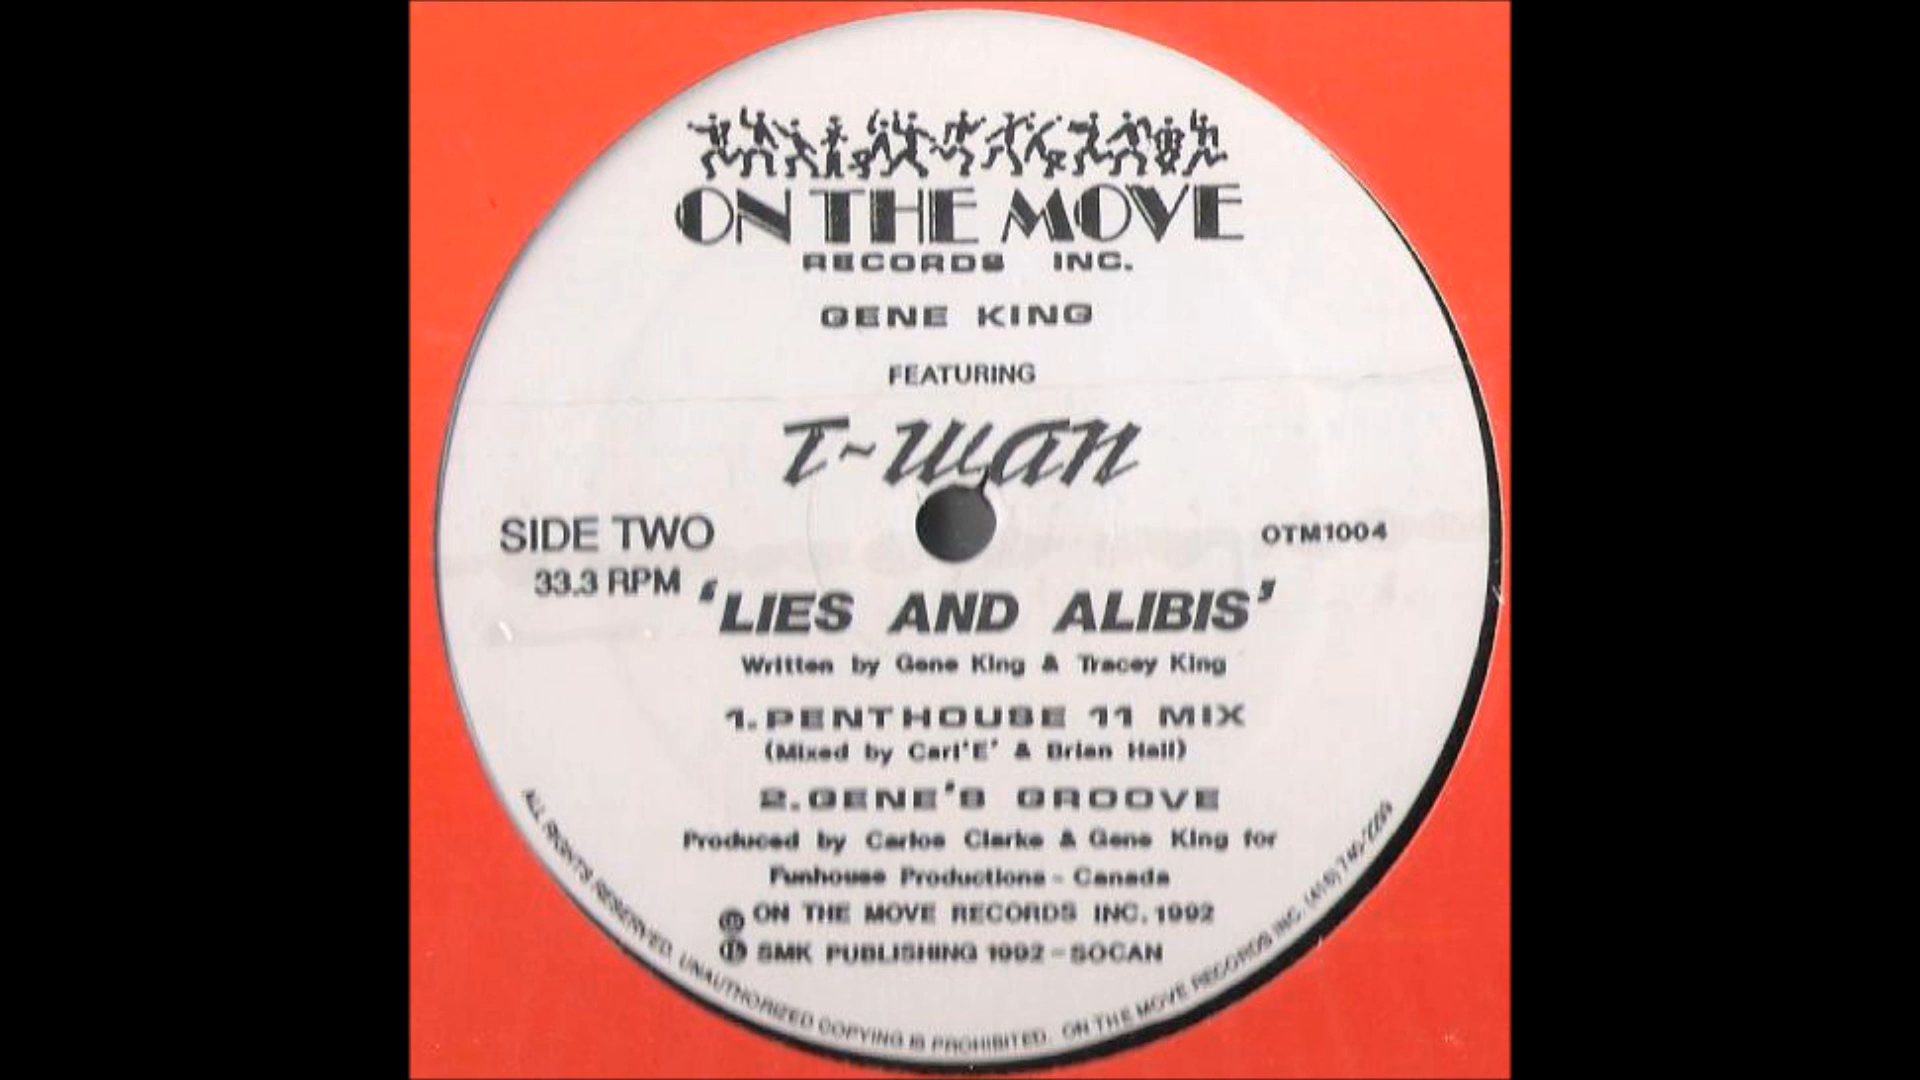 ON THE MOVE
RECORDS INC.
GENE KING
FEATURING
T~WAN
SIDE TWO
OTM1004
33.3 RPM
'LIES AND ALIBIS'
Written by Gene King & Tracey King
1. PENTHOUSE 11 MIX
(Mixed by Carl'E' & Brian Hall)
2. GENE'S GROOVE
Produced by Carlos Clarke & Gene King for
Funhouse Productions - Canada
© ON THE MOVE RECORDS INC. 1992
℗ SMK PUBLISHING 1992 - SOCAN
ALL RIGHTS RESERVED. UNAUTHORIZED COPYING IS PROHIBITED. ON THE MOVE RECORDS INC. (416)